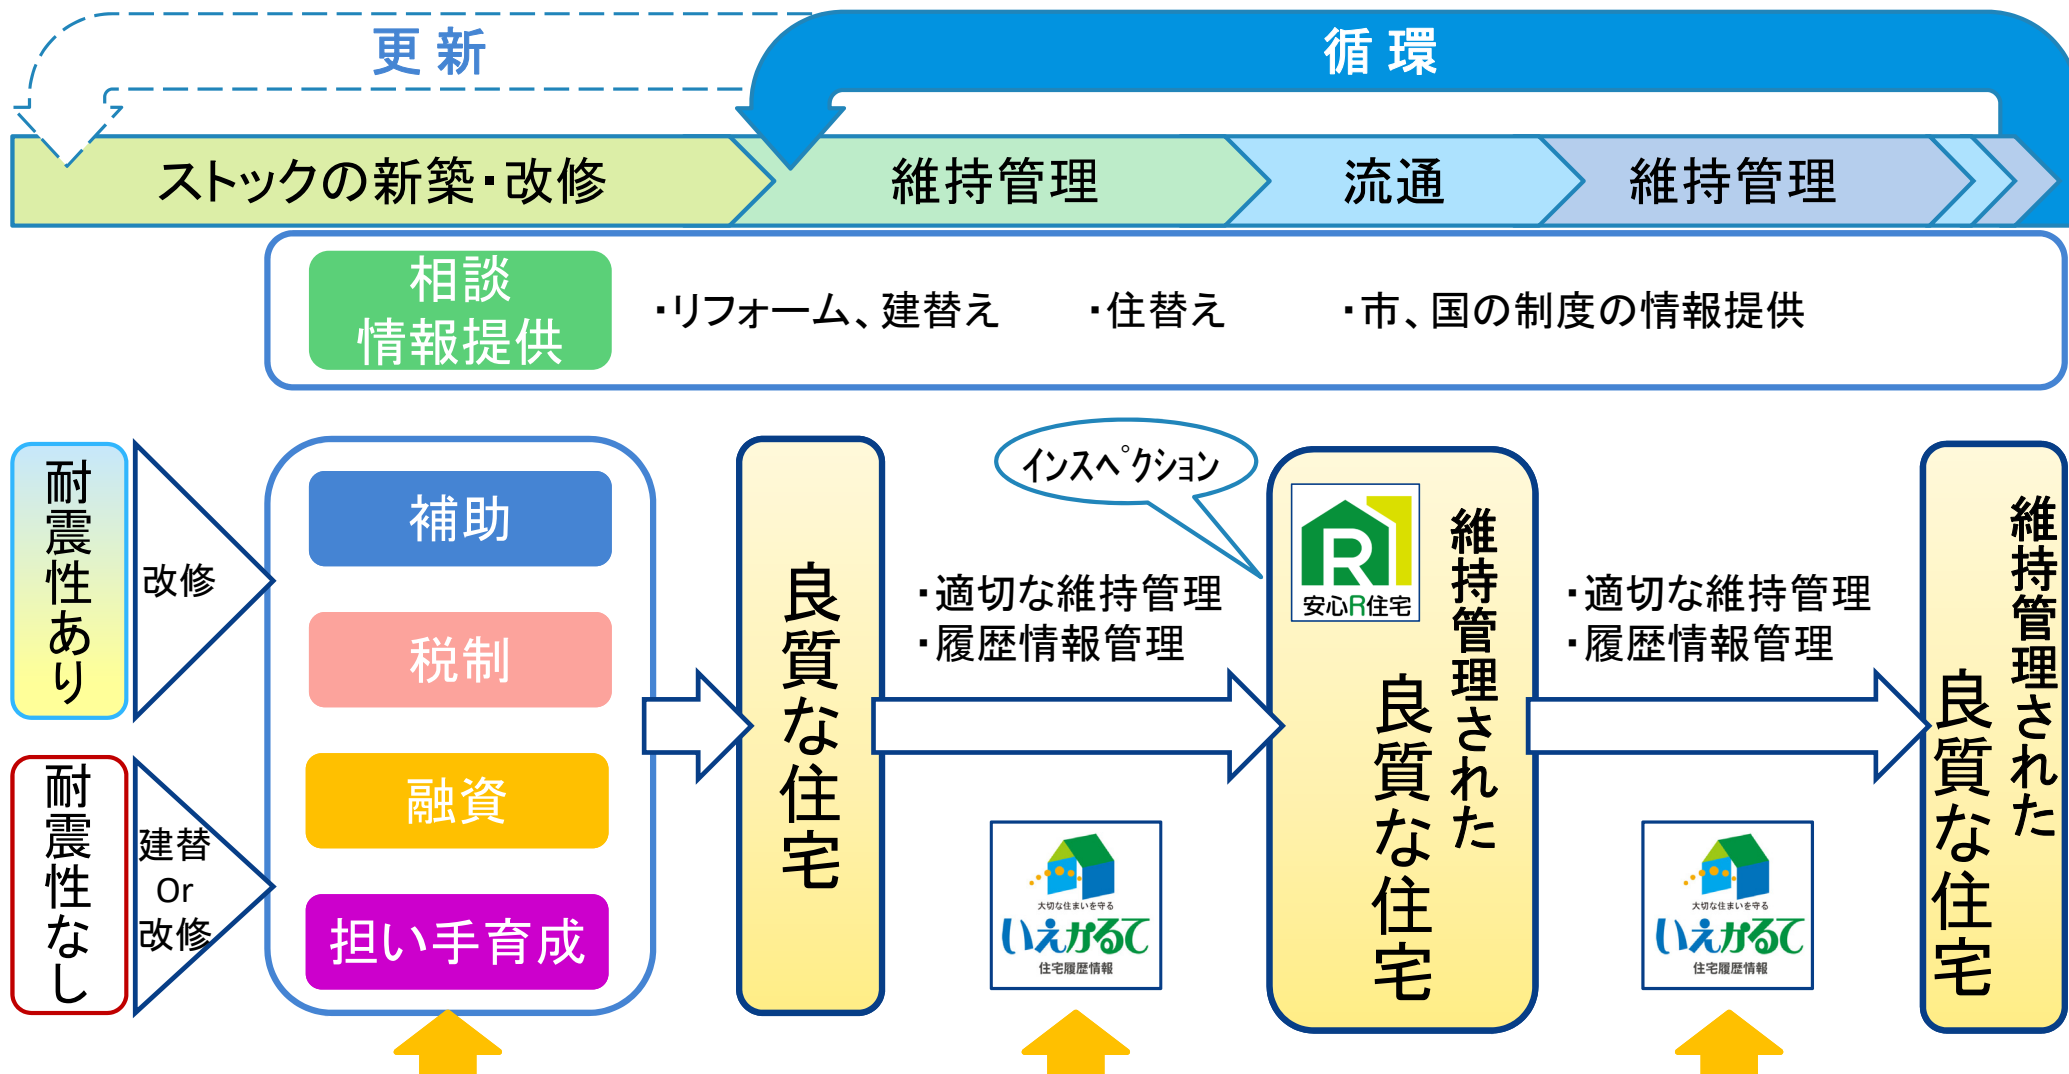 更 新
循 環
ストックの新築・改修
維持管理
流通
維持管理
相談
情報提供
・リフォーム、建替え
・住替え
・市、国の制度の情報提供
耐震性あり
改修
耐震性なし
建替
Or
改修
補助
税制
融資
担い手育成
良質な住宅
インスペクション
・適切な維持管理
・履歴情報管理
大切な住まいを守る
いえかるて
住宅履歴情報
R
安心R住宅
維持管理された
良質な住宅
・適切な維持管理
・履歴情報管理
大切な住まいを守る
いえかるて
住宅履歴情報
維持管理された
良質な住宅